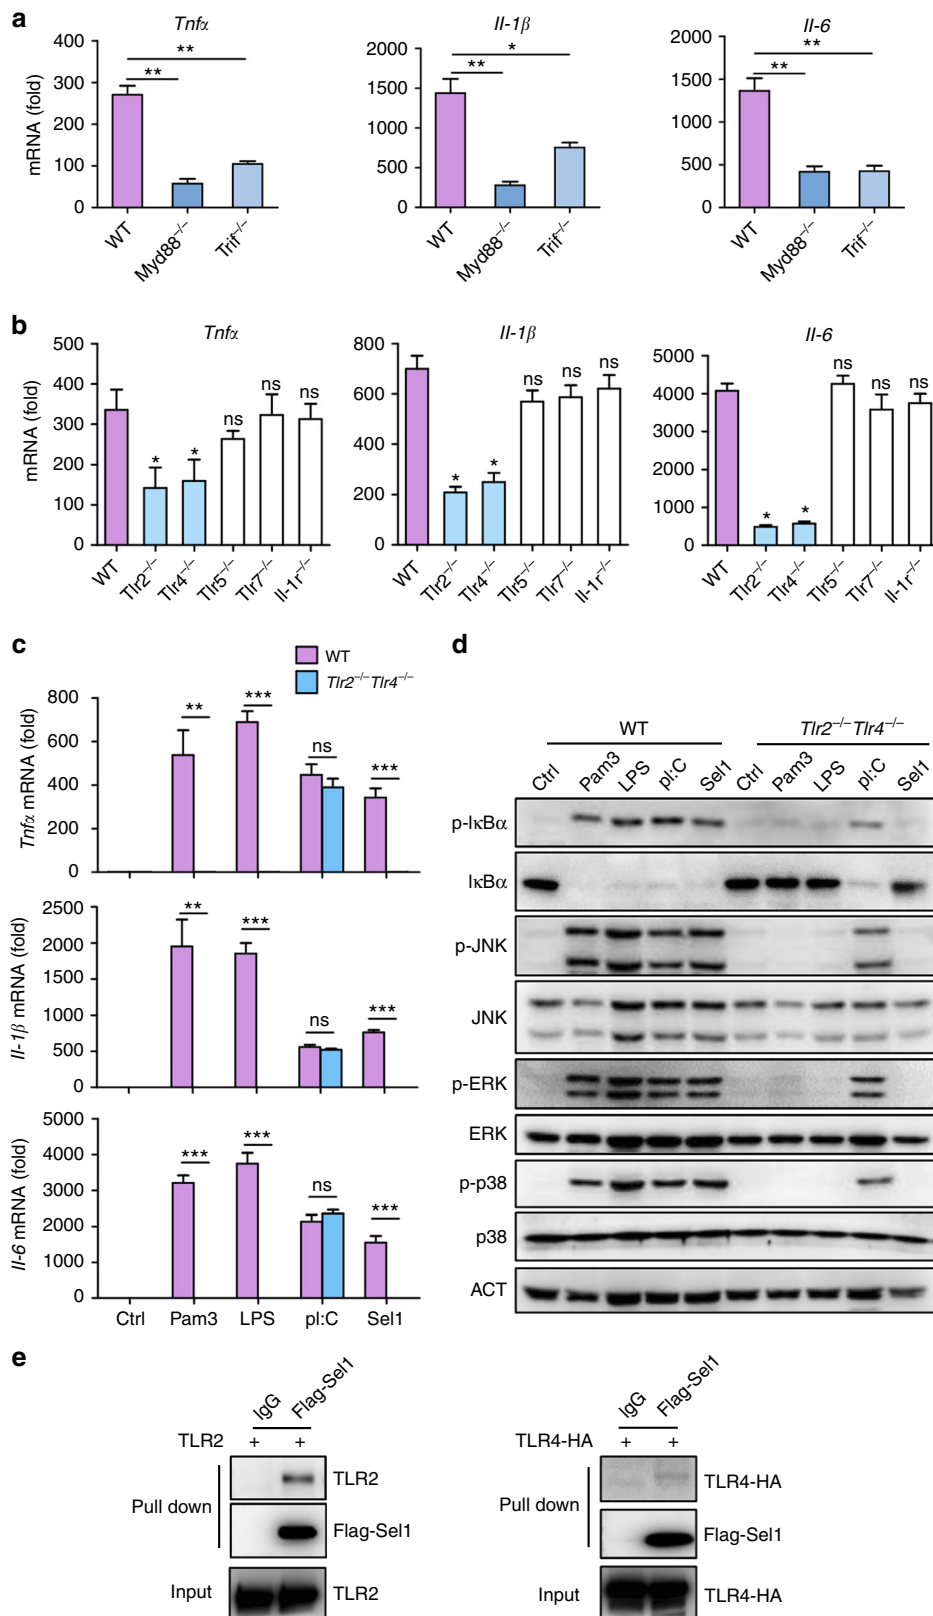 a
Tnfα
Il-1β
Il-6
mRNA (fold)
400
300
200
100
0
**
**
WT
Myd88−/−
Trif−/−
2000
1500
1000
500
0
*
**
WT
Myd88−/−
Trif−/−
2000
1500
1000
500
0
**
**
WT
Myd88−/−
Trif−/−
b
Tnfα
Il-1β
Il-6
mRNA (fold)
500
400
300
200
100
0
* * ns ns ns
WT
Tlr2−/−
Tlr4−/−
Tlr5−/−
Tlr7−/−
Il-1r−/−
800
600
400
200
0
* * ns ns ns
WT
Tlr2−/−
Tlr4−/−
Tlr5−/−
Tlr7−/−
Il-1r−/−
5000
4000
3000
2000
1000
0
* * ns ns ns
WT
Tlr2−/−
Tlr4−/−
Tlr5−/−
Tlr7−/−
Il-1r−/−
c
WT
Tlr2−/−Tlr4−/−
Tnfα mRNA (fold)
800
600
400
200
0
** *** ns ***
Il-1β mRNA (fold)
2500
2000
1500
1000
500
0
** *** ns ***
Il-6 mRNA (fold)
5000
4000
3000
2000
1000
0
*** *** ns ***
Ctrl Pam3 LPS pI:C Sel1
d
WT Tlr2−/−Tlr4−/−
Ctrl Pam3 LPS pI:C Sel1 Ctrl Pam3 LPS pI:C Sel1
p-IκBα
IκBα
p-JNK
JNK
p-ERK
ERK
p-p38
p38
ACT
e
IgG Flag-Sel1
TLR2 + +
Pull down
TLR2
Flag-Sel1
Input TLR2
IgG Flag-Sel1
TLR4-HA + +
Pull down
TLR4-HA
Flag-Sel1
Input TLR4-HA